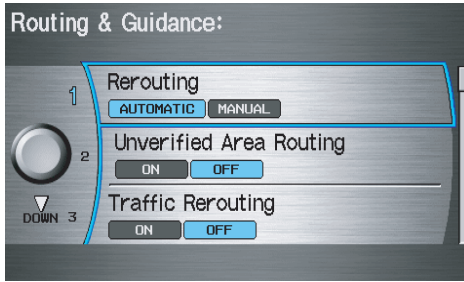 Routing & Guidance:
1 Rerouting
AUTOMATIC MANUAL
2 Unverified Area Routing
ON OFF
DOWN 3 Traffic Rerouting
ON OFF